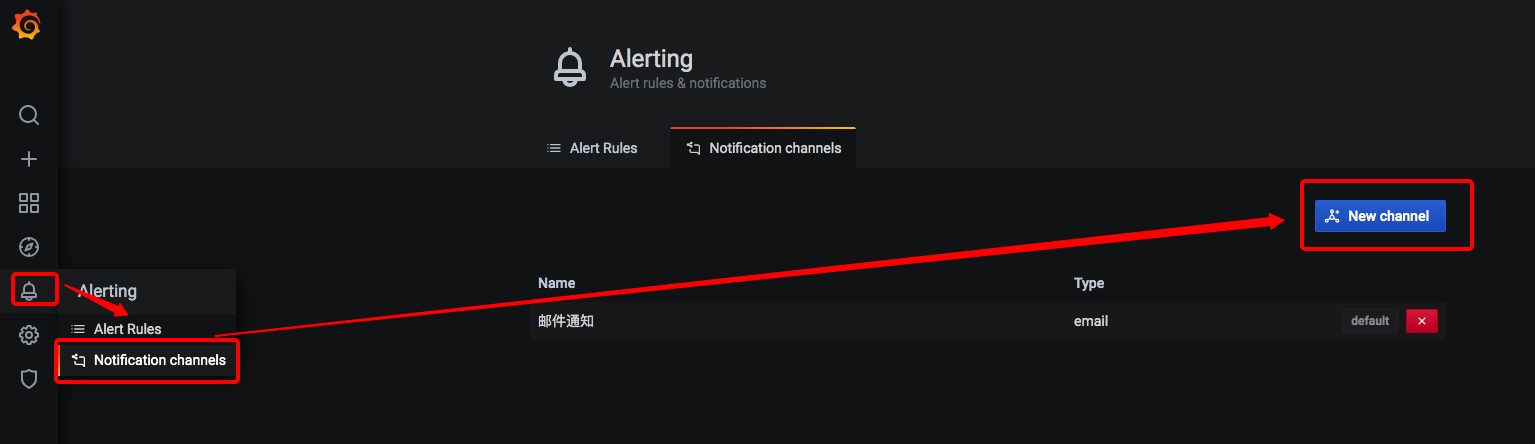 Alerting
Alert rules & notifications
Alert Rules
Notification channels
New channel
Alerting
Alert Rules
Notification channels
Name Type
邮件通知 email default